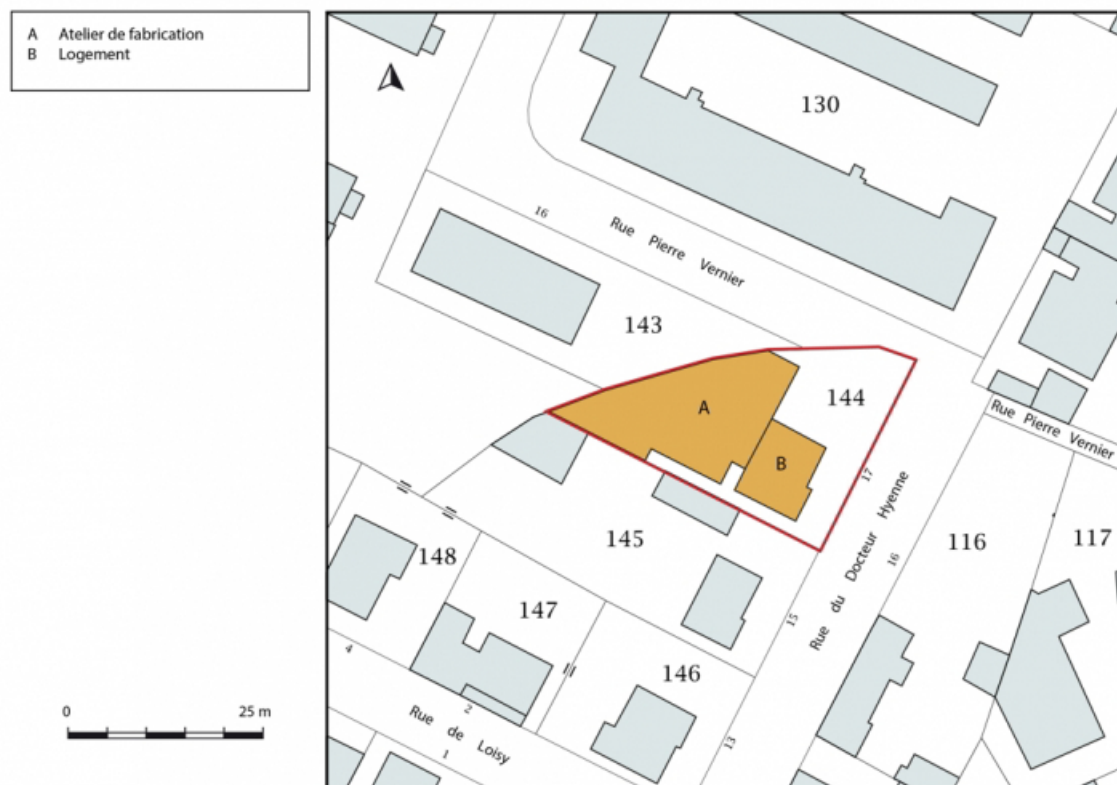 A Atelier de fabrication
B Logement
130
16
Rue Pierre Vernier
143
144
A
Rue Pierre Vernier
B
17
Rue du Docteur Hyenne
145
116
117
148
16
147
15
146
4
2
Rue de Loisy
13
1
0 25 m